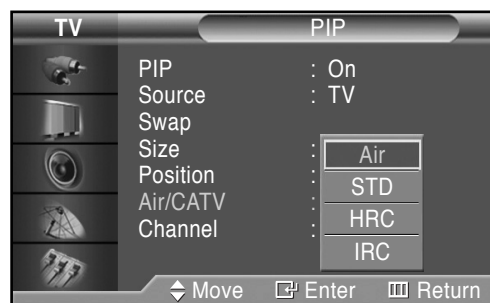 TV
PIP
PIP : On
Source : TV
Swap
Size :
Position :
Air/CATV :
Channel :
Air
STD
HRC
IRC
Move Enter Return